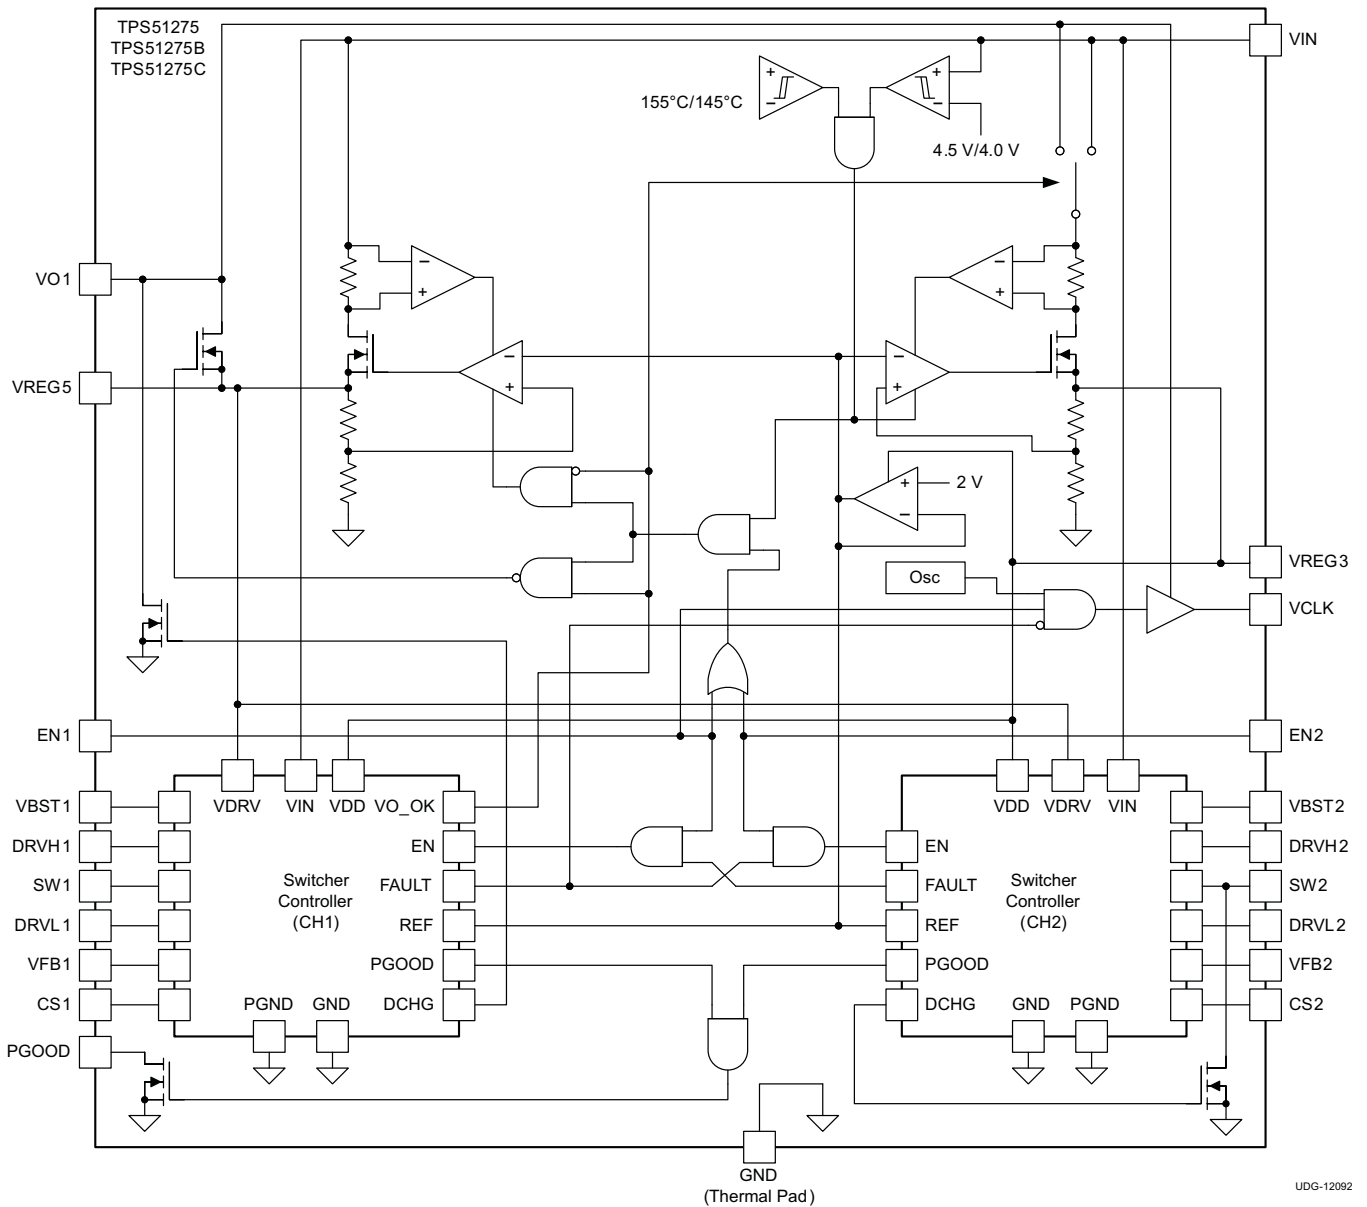 TPS51275
TPS51275B
TPS51275C
VIN
+
−
+
−
155°C/145°C
4.5 V/4.0 V
VO1
−
+
−
+
VREG5
−
+
−
+
+
−
2 V
Osc
VREG3
VCLK
EN1
EN2
VDRV
VIN
VDD
VO_OK
VDD
VDRV
VIN
VBST1
VBST2
DRVH1
EN
EN
DRVH2
SW1
FAULT
FAULT
SW2
Switcher
Controller
(CH1)
Switcher
Controller
(CH2)
DRVL1
REF
REF
DRVL2
VFB1
PGOOD
PGOOD
VFB2
CS1
PGND
GND
DCHG
DCHG
GND
PGND
CS2
PGOOD
GND
(Thermal Pad)
UDG-12092